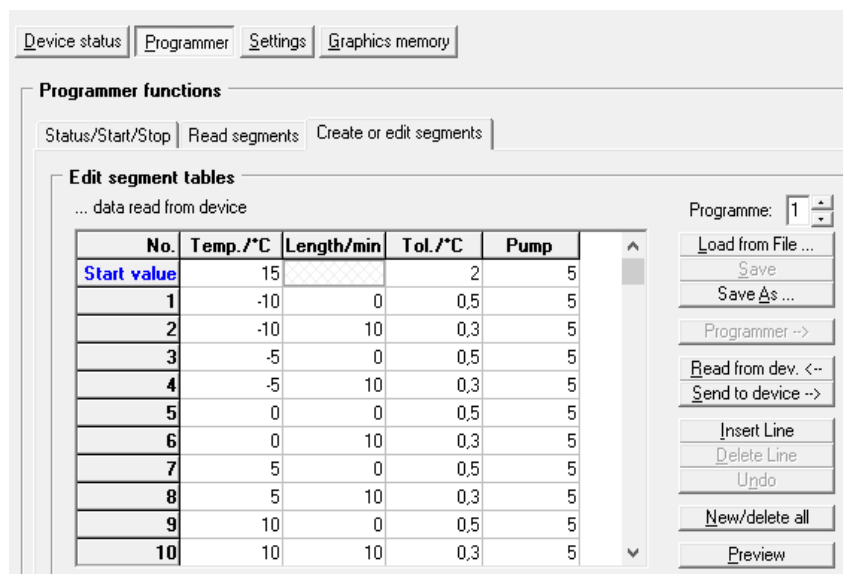 Device status Programmer Settings Graphics memory
Programmer functions
Status/Start/Stop Read segments Create or edit segments
Edit segment tables
... data read from device
No. Temp./°C Length/min Tol./°C Pump
Start value 15 2 5
1 -10 0 0,5 5
2 -10 10 0,3 5
3 -5 0 0,5 5
4 -5 10 0,3 5
5 0 0 0,5 5
6 0 10 0,3 5
7 5 0 0,5 5
8 5 10 0,3 5
9 10 0 0,5 5
10 10 10 0,3 5
Programme: 1
Load from File ...
Save
Save As ...
Programmer -->
Read from dev. <--
Send to device -->
Insert Line
Delete Line
Undo
New/delete all
Preview